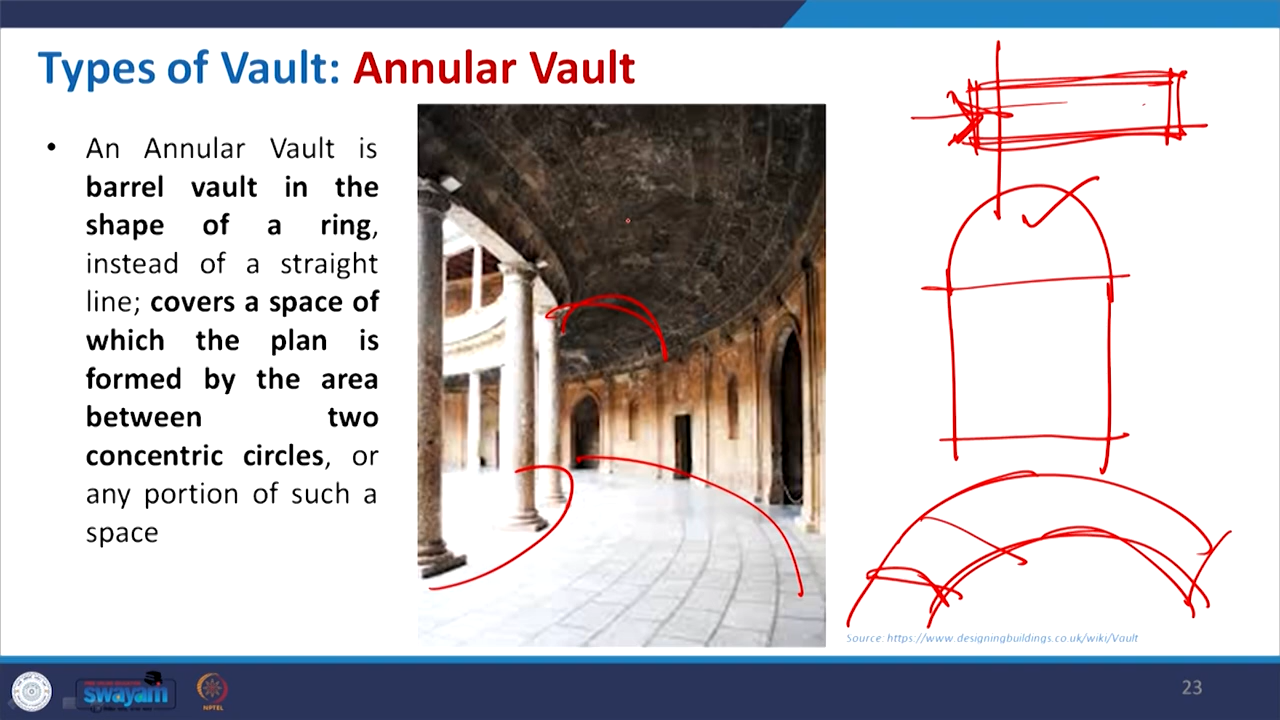 Types of Vault: Annular Vault
• An Annular Vault is
barrel vault in the
shape of a ring,
instead of a straight
line; covers a space of
which the plan is
formed by the area
between two
concentric circles, or
any portion of such a
space
Source: https://www.designingbuildings.co.uk/wiki/Vault
swayam
NPTEL
23